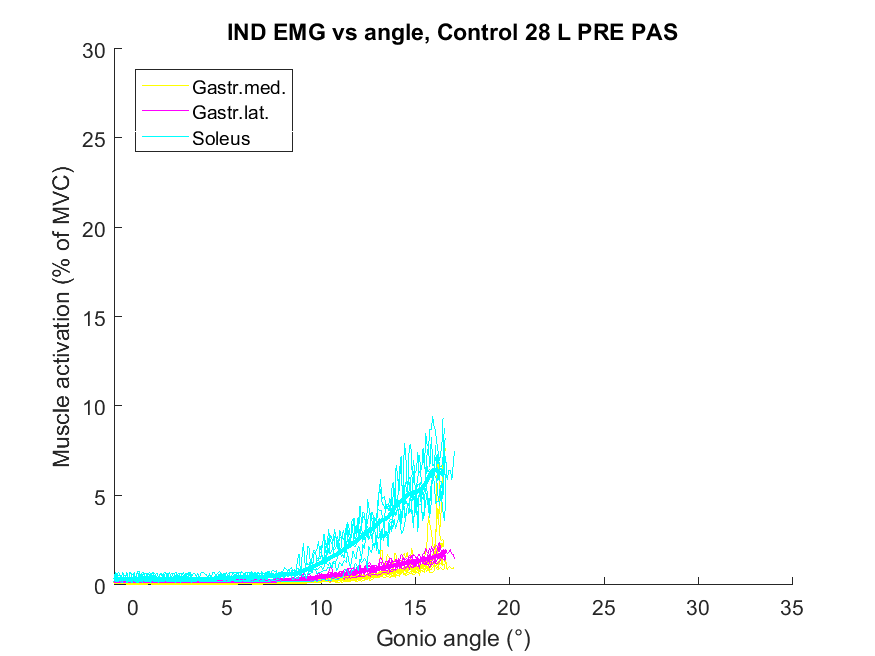 IND EMG vs angle, Control 28 L PRE PAS
30
25
20
15
10
5
0
Muscle activation (% of MVC)
Gastr.med.
Gastr.lat.
Soleus
0 5 10 15 20 25 30 35
Gonio angle (°)